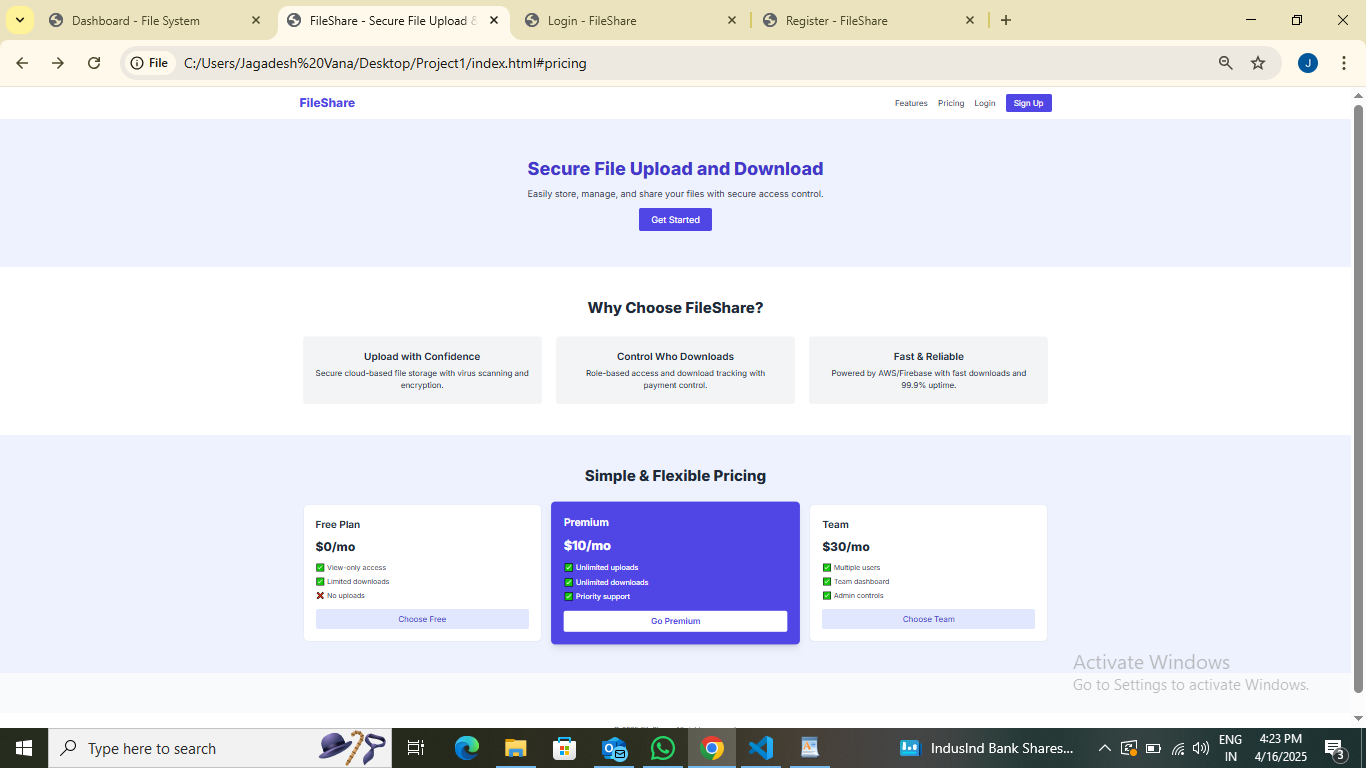 Dashboard - File System
FileShare - Secure File Upload &
Login - FileShare
Register - FileShare
File
C:/Users/Jagadesh%20Vana/Desktop/Project1/index.html#pricing
J
FileShare
Features
Pricing
Login
Sign Up
Secure File Upload and Download
Easily store, manage, and share your files with secure access control.
Get Started
Why Choose FileShare?
Upload with Confidence
Secure cloud-based file storage with virus scanning and
encryption.
Control Who Downloads
Role-based access and download tracking with
payment control.
Fast & Reliable
Powered by AWS/Firebase with fast downloads and
99.9% uptime.
Simple & Flexible Pricing
Free Plan
$0/mo
✅ View-only access
✅ Limited downloads
❌ No uploads
Choose Free
Premium
$10/mo
✅ Unlimited uploads
✅ Unlimited downloads
✅ Priority support
Go Premium
Team
$30/mo
✅ Multiple users
✅ Team dashboard
✅ Admin controls
Choose Team
Activate Windows
Go to Settings to activate Windows.
Type here to search
IndusInd Bank Shares...
ENG
IN
4:23 PM
4/16/2025
3